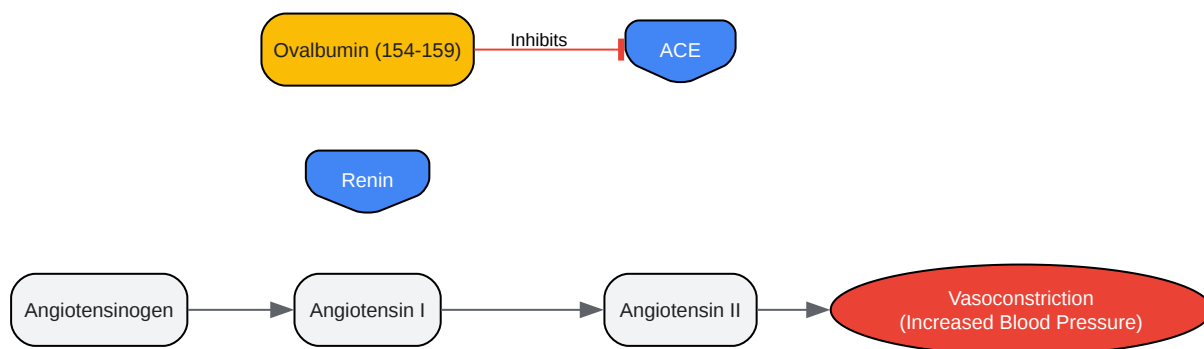 Ovalbumin (154-159)
Inhibits
ACE
Renin
Angiotensinogen
Angiotensin I
Angiotensin II
Vasoconstriction
(Increased Blood Pressure)